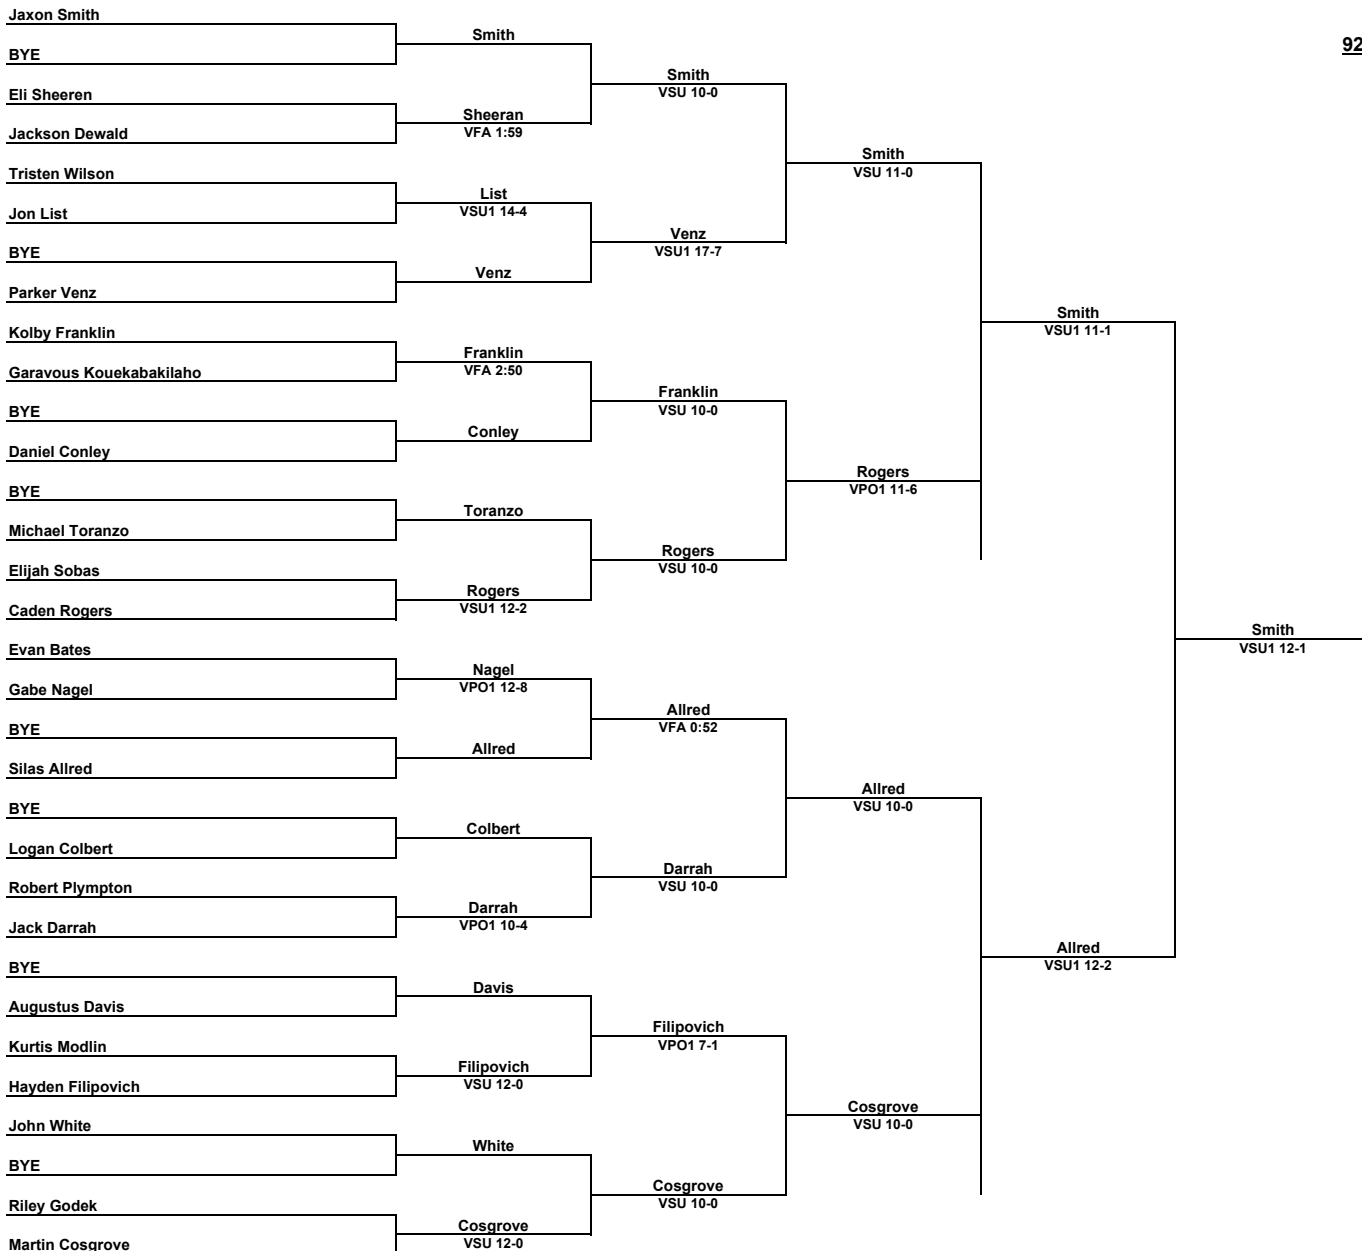 Jaxon Smith
BYE
Eli Sheeren
Jackson Dewald
Tristen Wilson
Jon List
BYE
Parker Venz
Kolby Franklin
Garavous Kouekabakilaho
BYE
Daniel Conley
BYE
Michael Toranzo
Elijah Sobas
Caden Rogers
Evan Bates
Gabe Nagel
BYE
Silas Allred
BYE
Logan Colbert
Robert Plympton
Jack Darrah
BYE
Augustus Davis
Kurtis Modlin
Hayden Filipovich
John White
BYE
Riley Godek
Martin Cosgrove
Smith
Sheeran
VFA 1:59
List
VSU1 14-4
Venz
Franklin
VFA 2:50
Conley
Toranzo
Rogers
VSU1 12-2
Nagel
VPO1 12-8
Allred
Colbert
Darrah
VPO1 10-4
Davis
Filipovich
VSU 12-0
White
Cosgrove
VSU 12-0
Smith
VSU 10-0
Venz
VSU1 17-7
Franklin
VSU 10-0
Rogers
VSU 10-0
Allred
VFA 0:52
Darrah
VSU 10-0
Filipovich
VPO1 7-1
Cosgrove
VSU 10-0
Smith
VSU 11-0
Rogers
VPO1 11-6
Allred
VSU 10-0
Cosgrove
VSU 10-0
Smith
VSU1 11-1
Allred
VSU1 12-2
Smith
VSU1 12-1
92